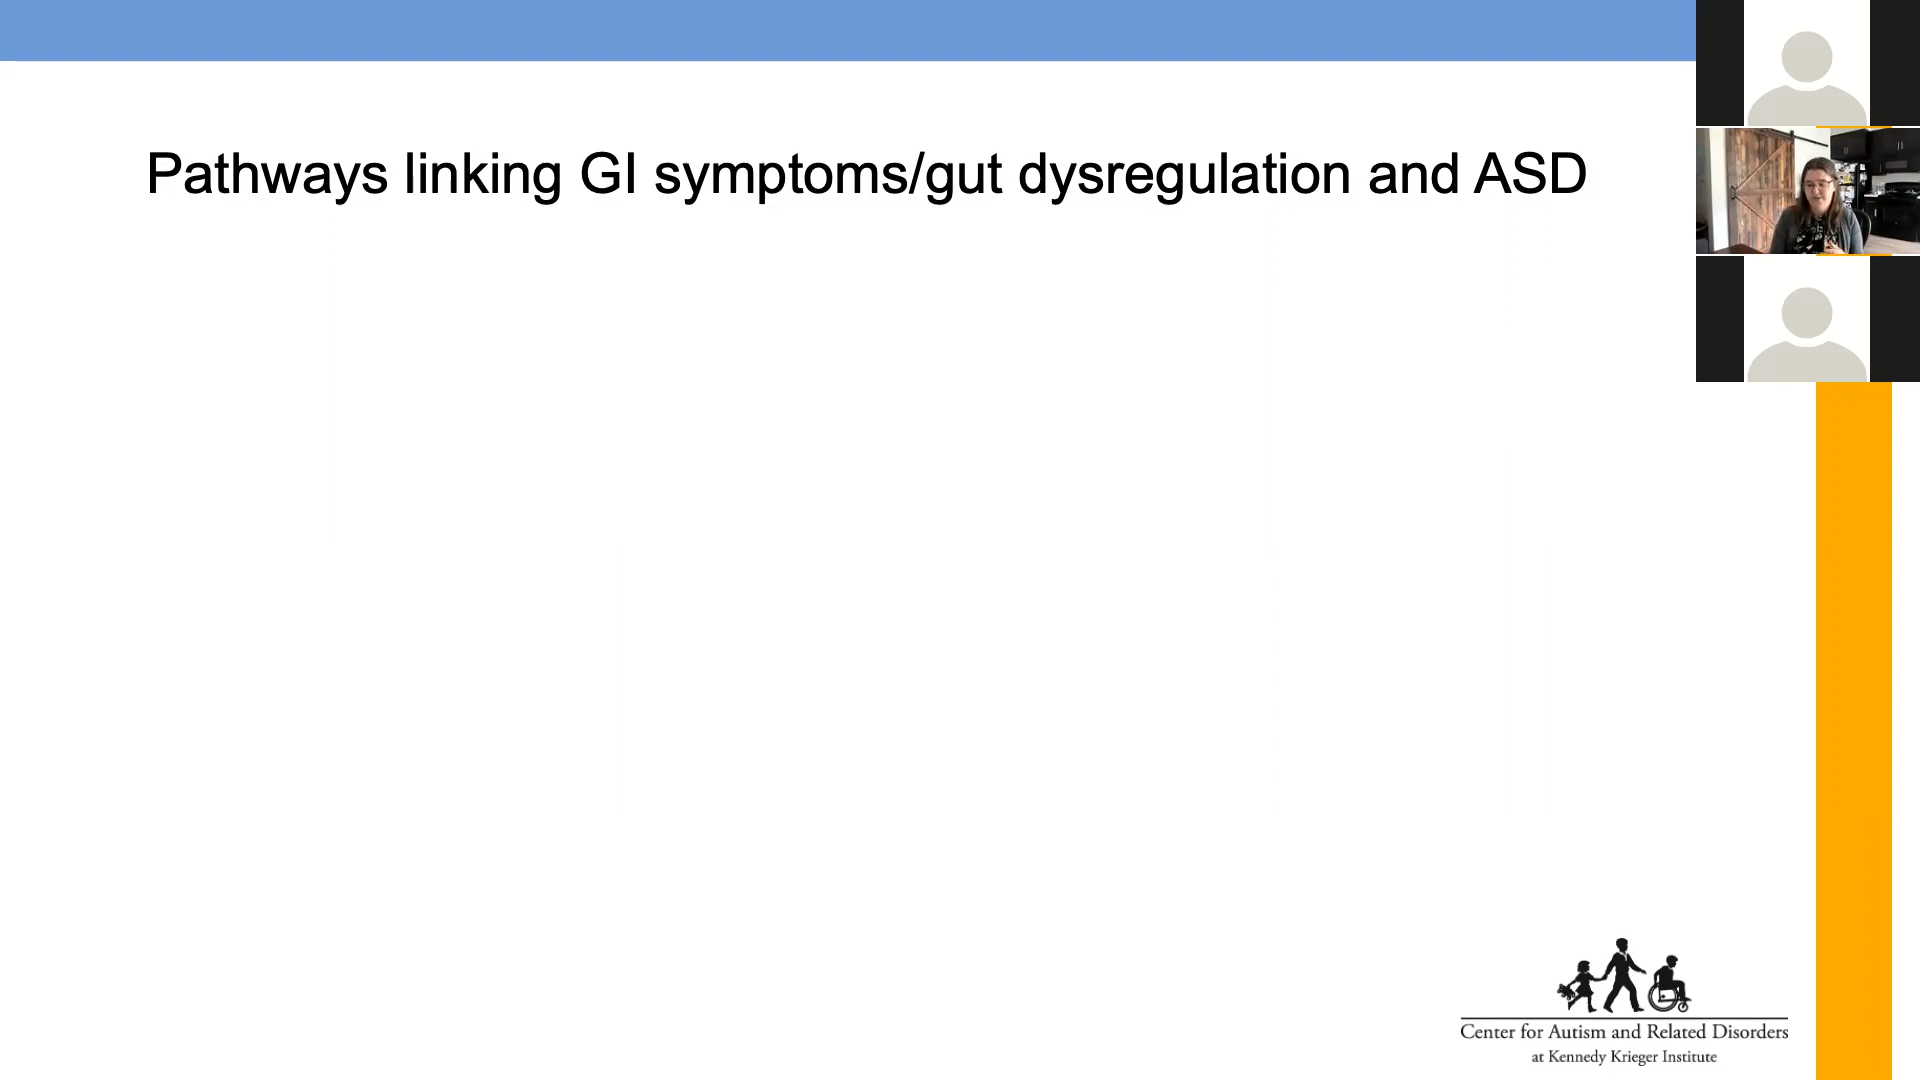 Pathways linking GI symptoms/gut dysregulation and ASD
Center for Autism and Related Disorders
at Kennedy Krieger Institute